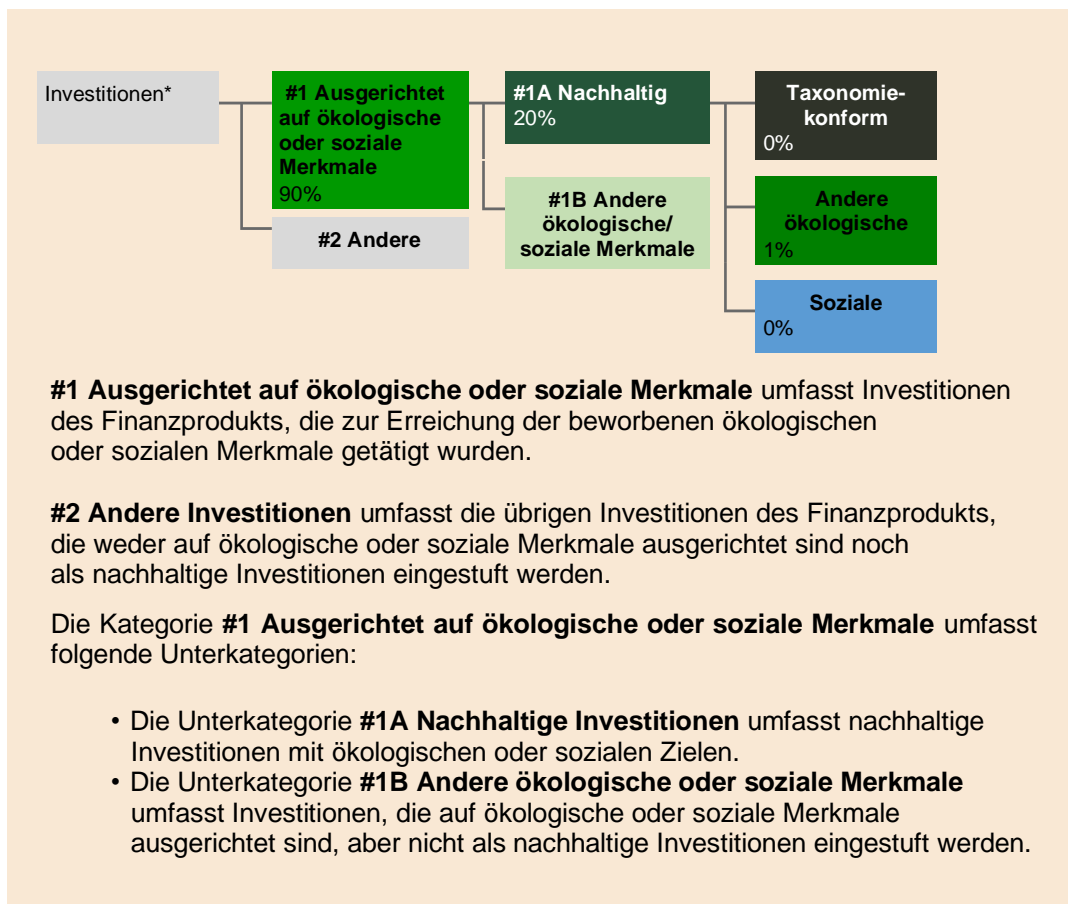 Investitionen*
#1 Ausgerichtet
auf ökologische
oder soziale
Merkmale
90%
#2 Andere
#1A Nachhaltig
20%
#1B Andere
ökologische/
soziale Merkmale
Taxonomie-
konform
0%
Andere
ökologische
1%
Soziale
0%
#1 Ausgerichtet auf ökologische oder soziale Merkmale umfasst Investitionen
des Finanzprodukts, die zur Erreichung der beworbenen ökologischen
oder sozialen Merkmale getätigt wurden.
#2 Andere Investitionen umfasst die übrigen Investitionen des Finanzprodukts,
die weder auf ökologische oder soziale Merkmale ausgerichtet sind noch
als nachhaltige Investitionen eingestuft werden.
Die Kategorie #1 Ausgerichtet auf ökologische oder soziale Merkmale umfasst
folgende Unterkategorien:
• Die Unterkategorie #1A Nachhaltige Investitionen umfasst nachhaltige
Investitionen mit ökologischen oder sozialen Zielen.
• Die Unterkategorie #1B Andere ökologische oder soziale Merkmale
umfasst Investitionen, die auf ökologische oder soziale Merkmale
ausgerichtet sind, aber nicht als nachhaltige Investitionen eingestuft werden.